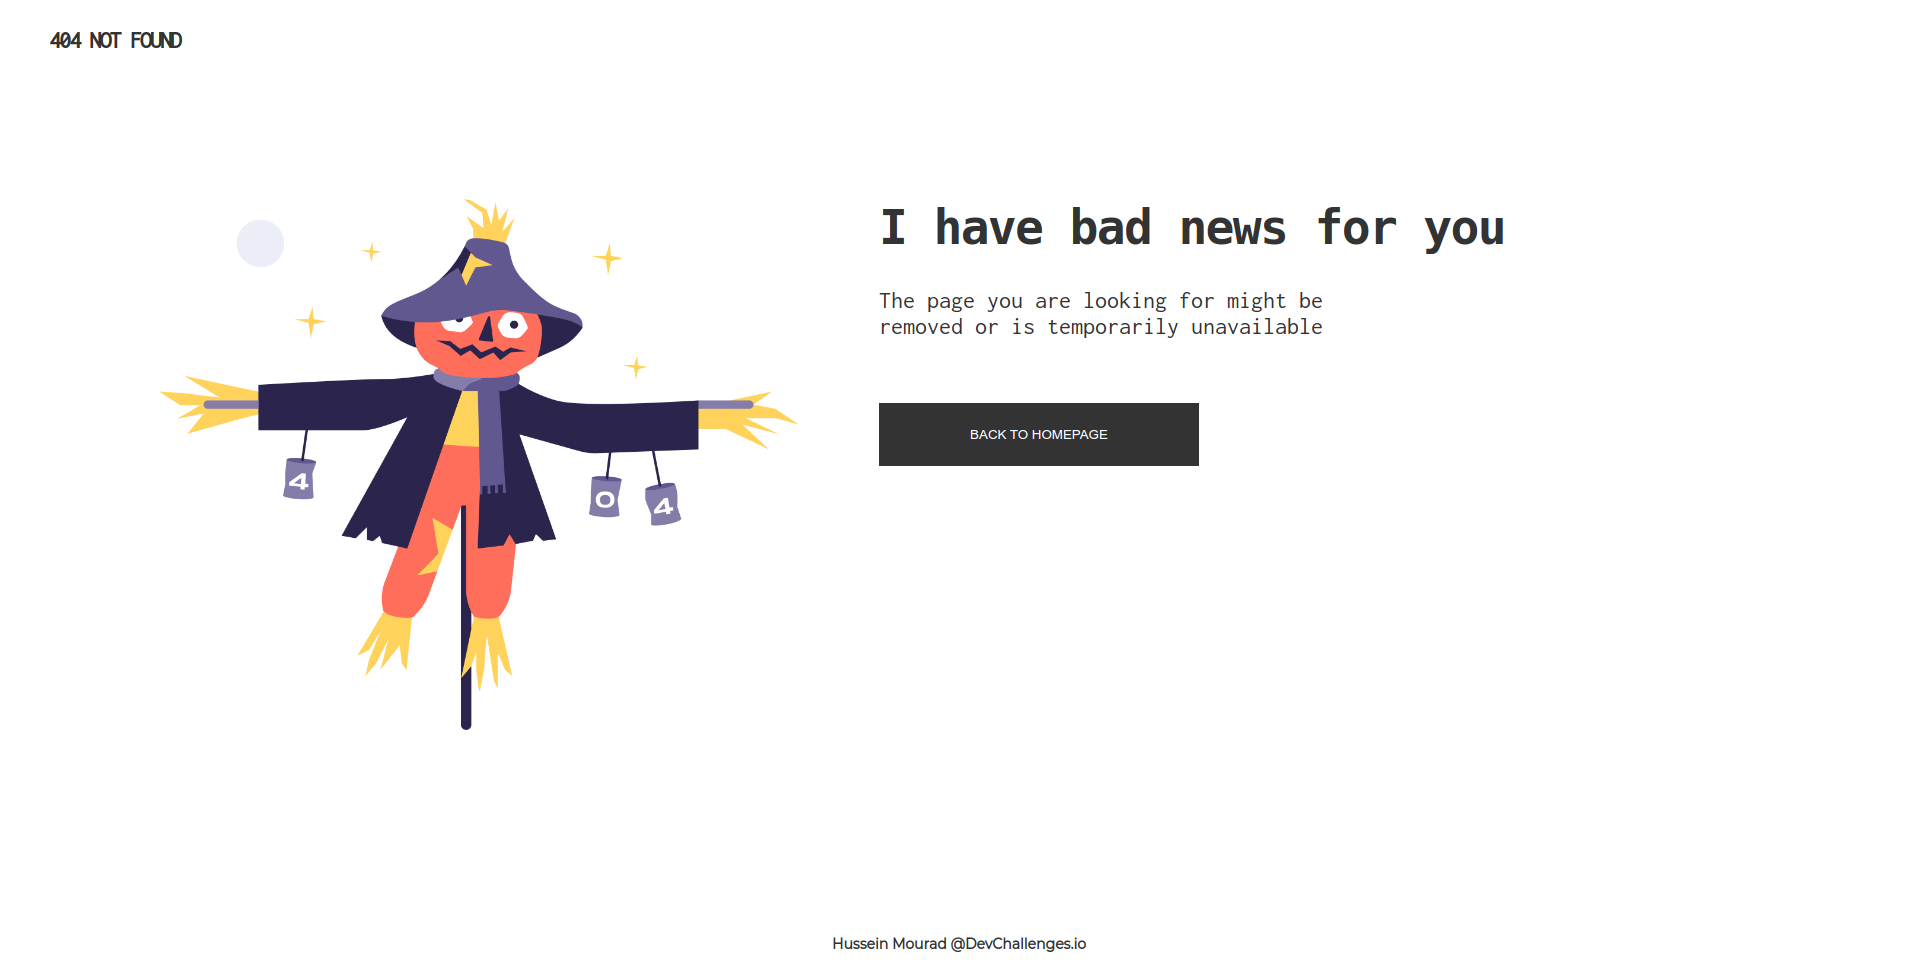 404 NOT FOUND
I have bad news for you
The page you are looking for might be
removed or is temporarily unavailable
BACK TO HOMEPAGE
4
0
4
Hussein Mourad @DevChallenges.io